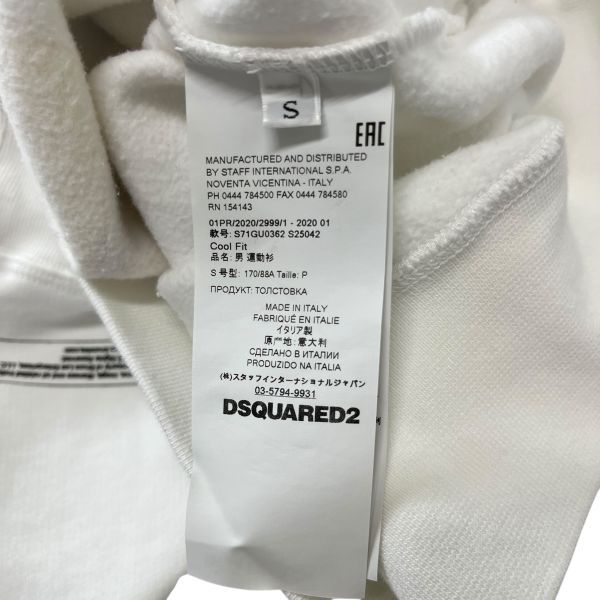 S
EAC
MANUFACTURED AND DISTRIBUTED
BY STAFF INTERNATIONAL S.P.A.
NOVENTA VICENTINA - ITALY
PH 0444 784500 FAX 0444 784580
RN 154143
01PR/2020/2999/1 - 2020 01
款号: S71GU0362 S25042
Cool Fit
品名: 男 運動衫
S 号型: 170/88A Taille: P
ПРОДУКТ: ТОЛСТОВКА
MADE IN ITALY
FABRIQUÉ EN ITALIE
イタリア製
原产地: 意大利
СДЕЛАНО В ИТАЛИИ
PRODUZIDO NA ITALIA
(株)スタッフインターナショナルジャパン
03-5794-9931
DSQUARED2